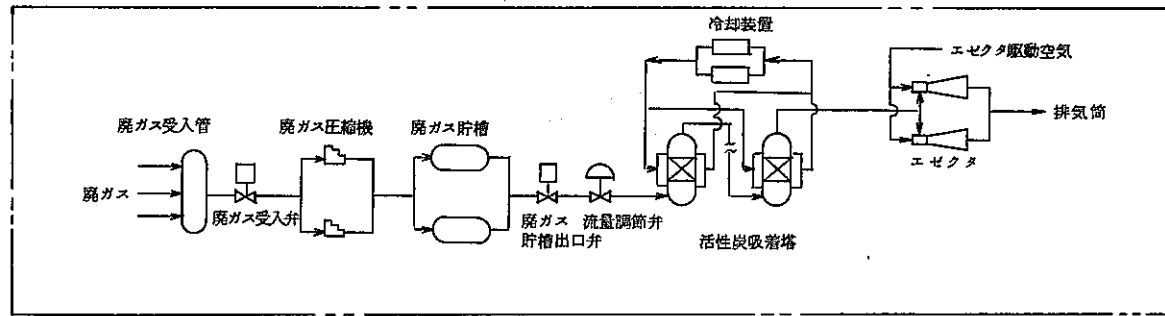 冷却装置
エゼクタ駆動空気
排気筒
エゼクタ
廃ガス受入管
廃ガス圧縮機
廃ガス貯槽
廃ガス
廃ガス受入弁
廃ガス
貯槽出口弁
流量調節弁
活性炭吸着塔